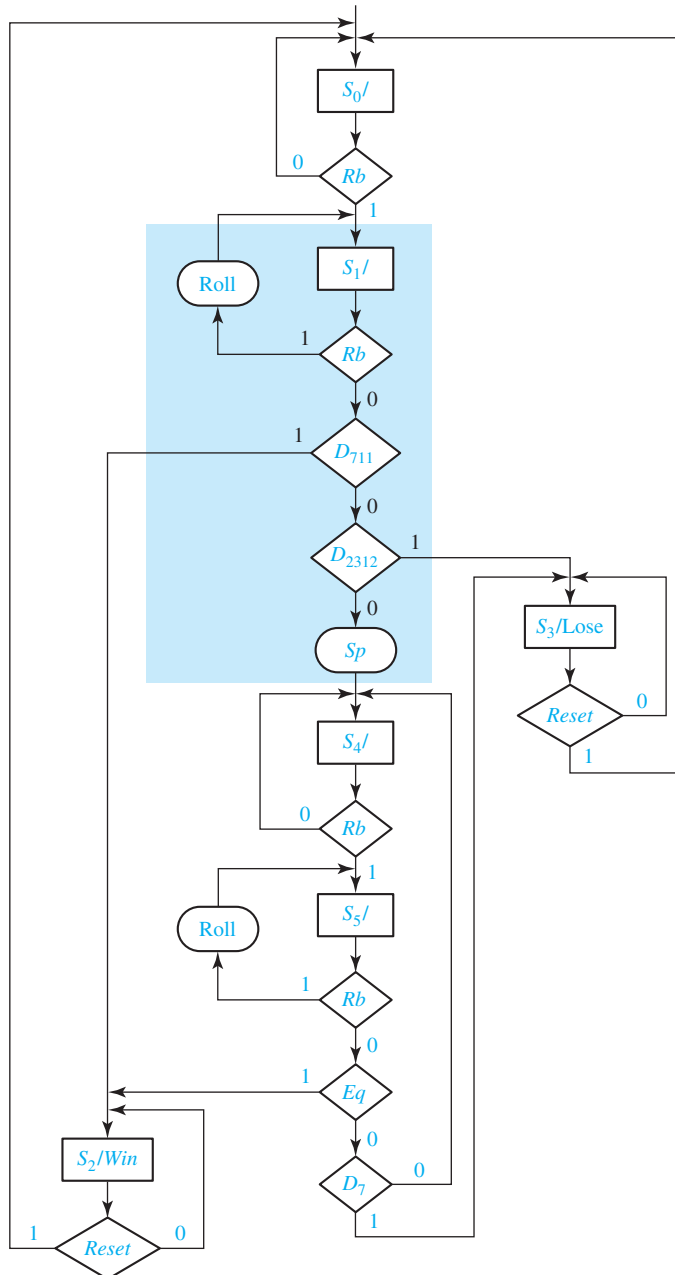 S₀/
0
Rb
1
Roll
S₁/
1
Rb
0
1
D₇₁₁
0
D₂₃₁₂
1
0
Sp
S₃/Lose
S₄/
Reset
0
1
0
Rb
1
Roll
S₅/
1
Rb
0
1
Eq
0
S₂/Win
D₇
0
1
1
Reset
0